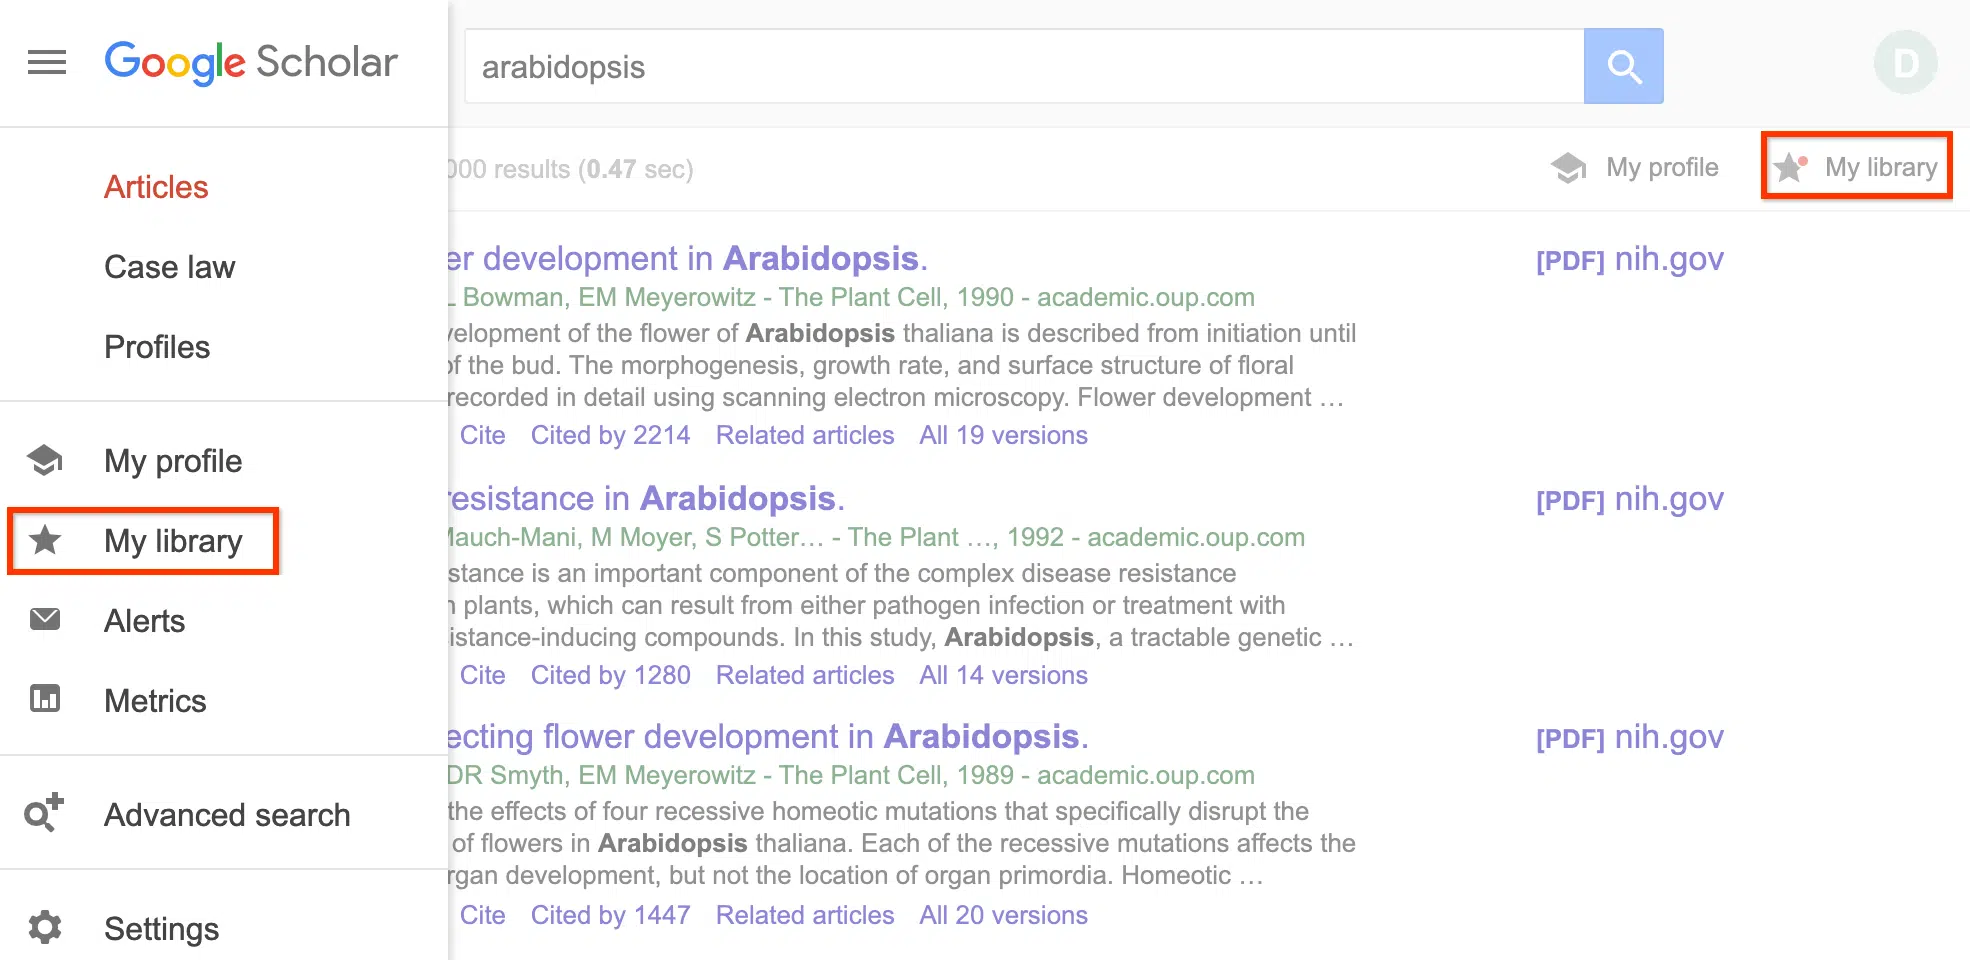 Google Scholar
arabidopsis
D
Articles
Case law
Profiles
My profile
My library
Alerts
Metrics
Advanced search
Settings
000 results (0.47 sec)
My profile
My library
er development in Arabidopsis.
[PDF] nih.gov
L Bowman, EM Meyerowitz - The Plant Cell, 1990 - academic.oup.com
velopment of the flower of Arabidopsis thaliana is described from initiation until
of the bud. The morphogenesis, growth rate, and surface structure of floral
recorded in detail using scanning electron microscopy. Flower development …
Cite Cited by 2214 Related articles All 19 versions
resistance in Arabidopsis.
[PDF] nih.gov
Mauch-Mani, M Moyer, S Potter… - The Plant …, 1992 - academic.oup.com
stance is an important component of the complex disease resistance
n plants, which can result from either pathogen infection or treatment with
istance-inducing compounds. In this study, Arabidopsis, a tractable genetic …
Cite Cited by 1280 Related articles All 14 versions
ecting flower development in Arabidopsis.
[PDF] nih.gov
DR Smyth, EM Meyerowitz - The Plant Cell, 1989 - academic.oup.com
the effects of four recessive homeotic mutations that specifically disrupt the
of flowers in Arabidopsis thaliana. Each of the recessive mutations affects the
rgan development, but not the location of organ primordia. Homeotic …
Cite Cited by 1447 Related articles All 20 versions